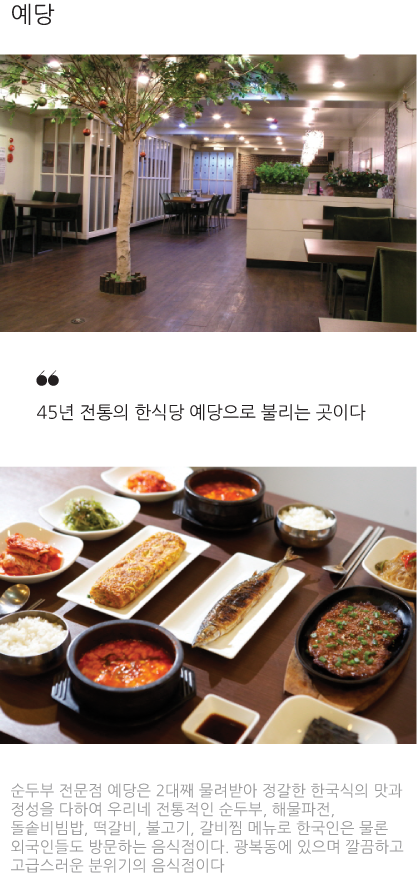 예당
45년 전통의 한식당 예당으로 불리는 곳이다
순두부 전문점 예당은 2대째 물려받아 정갈한 한국식의 맛과
정성을 다하여 우리네 전통적인 순두부, 해물파전,
돌솥비빔밥, 떡갈비, 불고기, 갈비찜 메뉴로 한국인은 물론
외국인들도 방문하는 음식점이다. 광복동에 있으며 깔끔하고
고급스러운 분위기의 음식점이다